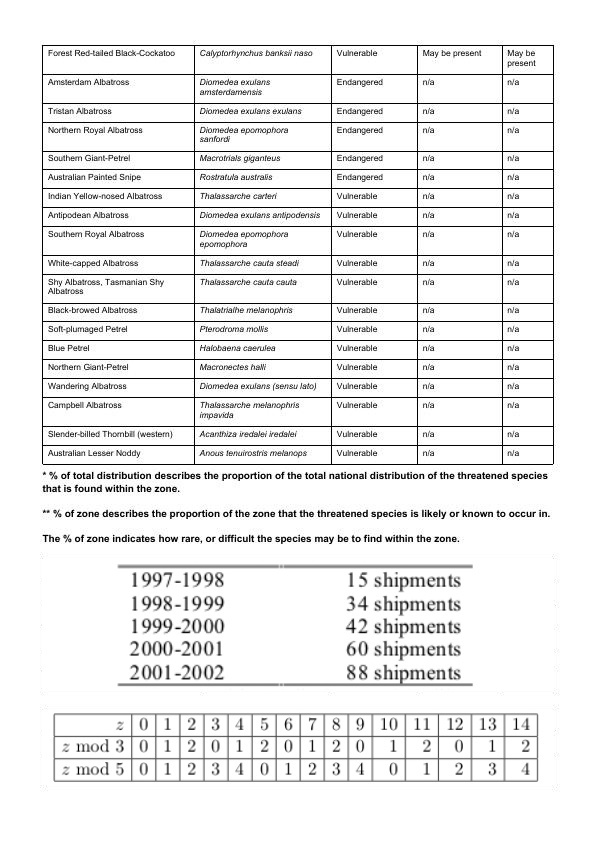 Forest Red-tailed Black-Cockatoo Calyptorhynchus banksii naso Vulnerable May be present May be
present
Amsterdam Albatross Diomedea exulans Endangered n/a n/a
amsterdamensis
Tristan Albatross Diomedea exulans exulans Endangered n/a n/a
Northern Royal Albatross Diomedea epomophora Endangered n/a n/a
sanfordi
Southern Giant-Petrel Macrotrials giganteus Endangered n/a n/a
Australian Painted Snipe Rostratula australis Endangered n/a n/a
Indian Yellow-nosed Albatross Thalassarche carteri Vulnerable n/a n/a
Antipodean Albatross Diomedea exulans antipodensis Vulnerable n/a n/a
Southern Royal Albatross Diomedea epomophora Vulnerable n/a n/a
epomophora
White-capped Albatross Thalassarche cauta steadi Vulnerable n/a n/a
Shy Albatross, Tasmanian Shy Thalassarche cauta cauta Vulnerable n/a n/a
Albatross
Black-browed Albatross Thalatrialhe melanophris Vulnerable n/a n/a
Soft-plumaged Petrel Pterodroma mollis Vulnerable n/a n/a
Blue Petrel Halobaena caerulea Vulnerable n/a n/a
Northern Giant-Petrel Macronectes halli Vulnerable n/a n/a
Wandering Albatross Diomedea exulans (sensu lato) Vulnerable n/a n/a
Campbell Albatross Thalassarche melanophris Vulnerable n/a n/a
impavida
Slender-billed Thornbill (western) Acanthiza iredalei iredalei Vulnerable n/a n/a
Australian Lesser Noddy Anous tenuirostris melanops Vulnerable n/a n/a
* % of total distribution describes the proportion of the total national distribution of the threatened species
that is found within the zone.
** % of zone describes the proportion of the zone that the threatened species is likely or known to occur in.
The % of zone indicates how rare, or difficult the species may be to find within the zone.
1997-1998 15 shipments
1998-1999 34 shipments
1999-2000 42 shipments
2000-2001 60 shipments
2001-2002 88 shipments
z 0 1 2 3 4 5 6 7 8 9 10 11 12 13 14
z mod 3 0 1 2 0 1 2 0 1 2 0 1 2 0 1 2
z mod 5 0 1 2 3 4 0 1 2 3 4 0 1 2 3 4